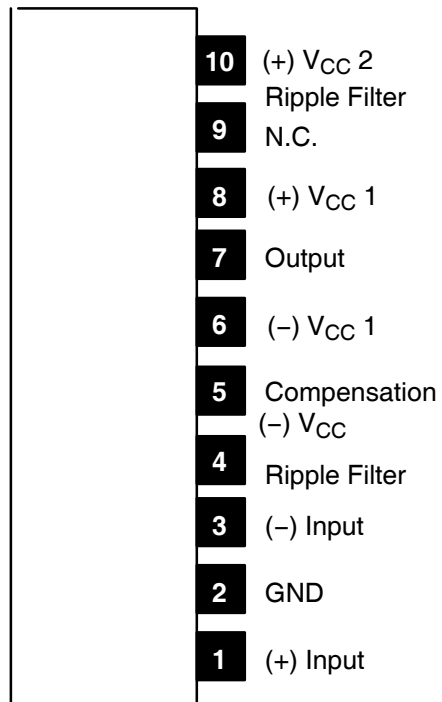 10 (+) VCC 2
Ripple Filter
9 N.C.
8 (+) VCC 1
7 Output
6 (−) VCC 1
5 Compensation
(−) VCC
4 Ripple Filter
3 (−) Input
2 GND
1 (+) Input